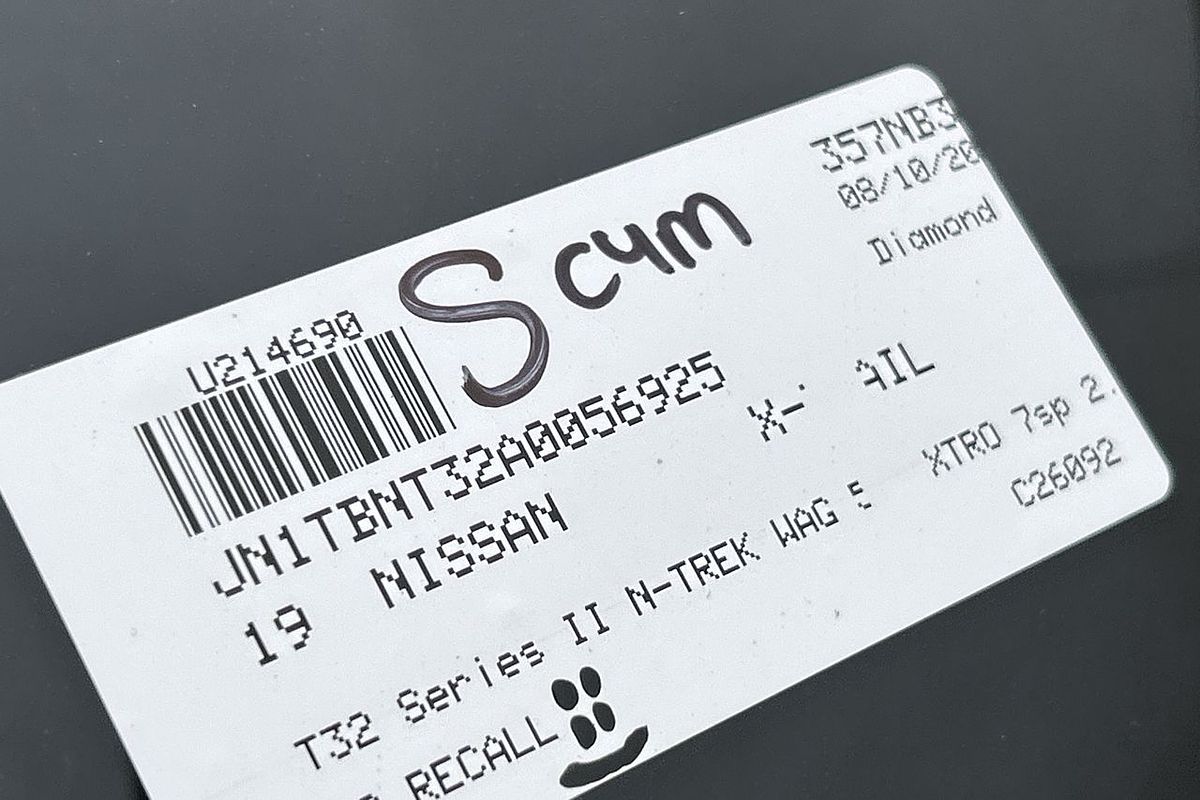 357NB3
08/10/20
Diamond
Scum
U214690
JN1TBNT32A0056925
19 NISSAN X- AIL
T32 Series II N-TREK WAG XTRO 7sp 2.
C26092
RECALL